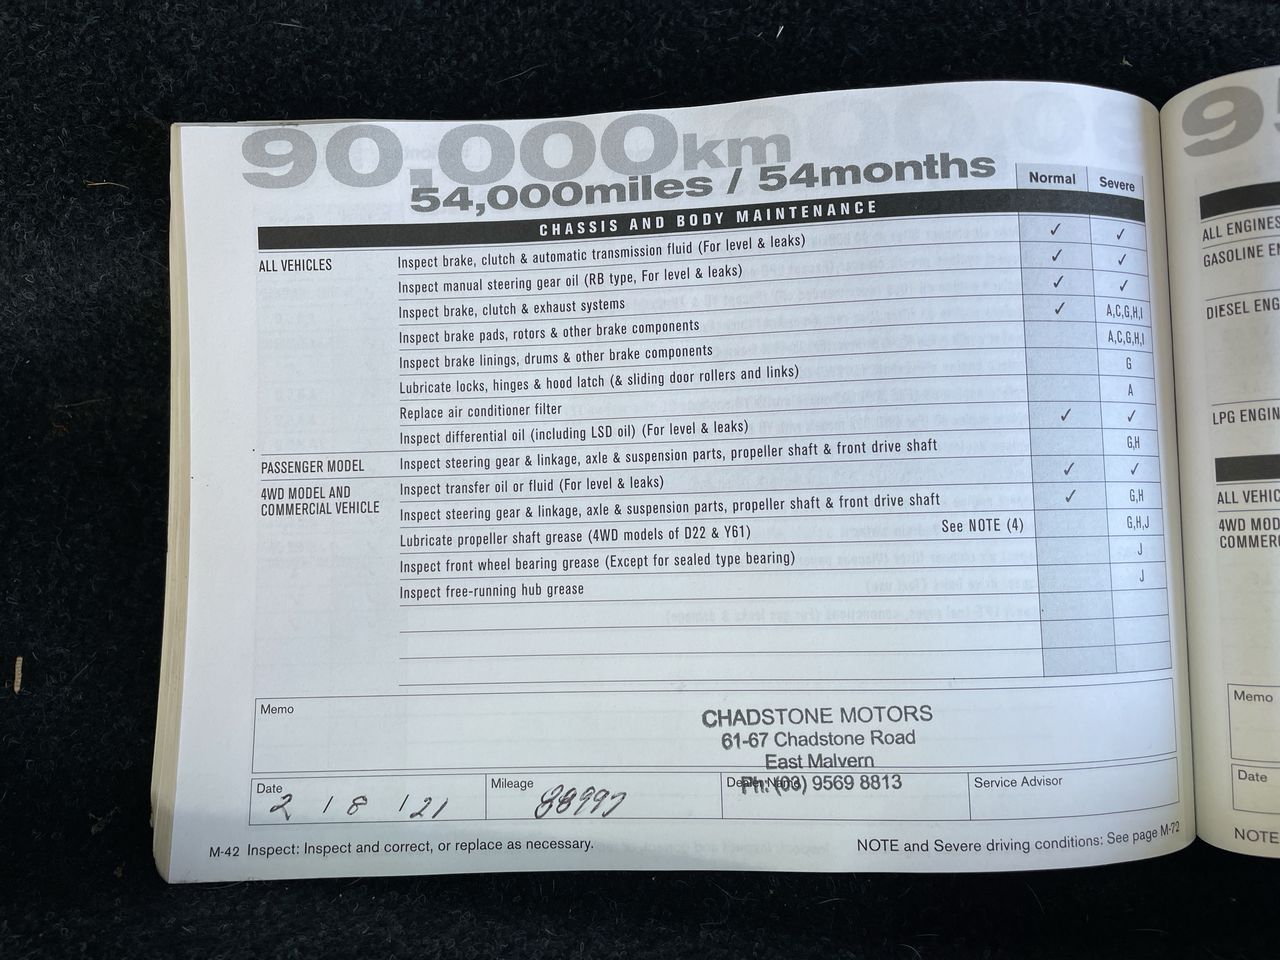 90,000km
54,000miles / 54months
Normal Severe
CHASSIS AND BODY MAINTENANCE
ALL VEHICLES Inspect brake, clutch & automatic transmission fluid (For level & leaks) ✓ ✓
Inspect manual steering gear oil (RB type, For level & leaks) ✓ ✓
Inspect brake, clutch & exhaust systems ✓ ✓
Inspect brake pads, rotors & other brake components ✓ A,C,G,H,I
Inspect brake linings, drums & other brake components A,C,G,H,I
Lubricate locks, hinges & hood latch (& sliding door rollers and links) G
Replace air conditioner filter A
Inspect differential oil (including LSD oil) (For level & leaks) ✓ ✓
PASSENGER MODEL Inspect steering gear & linkage, axle & suspension parts, propeller shaft & front drive shaft G,H
4WD MODEL AND Inspect transfer oil or fluid (For level & leaks) ✓ ✓
COMMERCIAL VEHICLE Inspect steering gear & linkage, axle & suspension parts, propeller shaft & front drive shaft ✓ G,H
Lubricate propeller shaft grease (4WD models of D22 & Y61) See NOTE (4) G,H,J
Inspect front wheel bearing grease (Except for sealed type bearing) J
Inspect free-running hub grease J
Memo
CHADSTONE MOTORS
61-67 Chadstone Road
East Malvern
Ph: (03) 9569 8813
Date 2 / 8 / 21
Mileage 88997
Dealer Name
Service Advisor
M-42 Inspect: Inspect and correct, or replace as necessary.
NOTE and Severe driving conditions: See page M-72
9
ALL ENGINES
GASOLINE EN
DIESEL ENG
LPG ENGIN
ALL VEHIC
4WD MO
COMMER
Memo
Date
NOTE